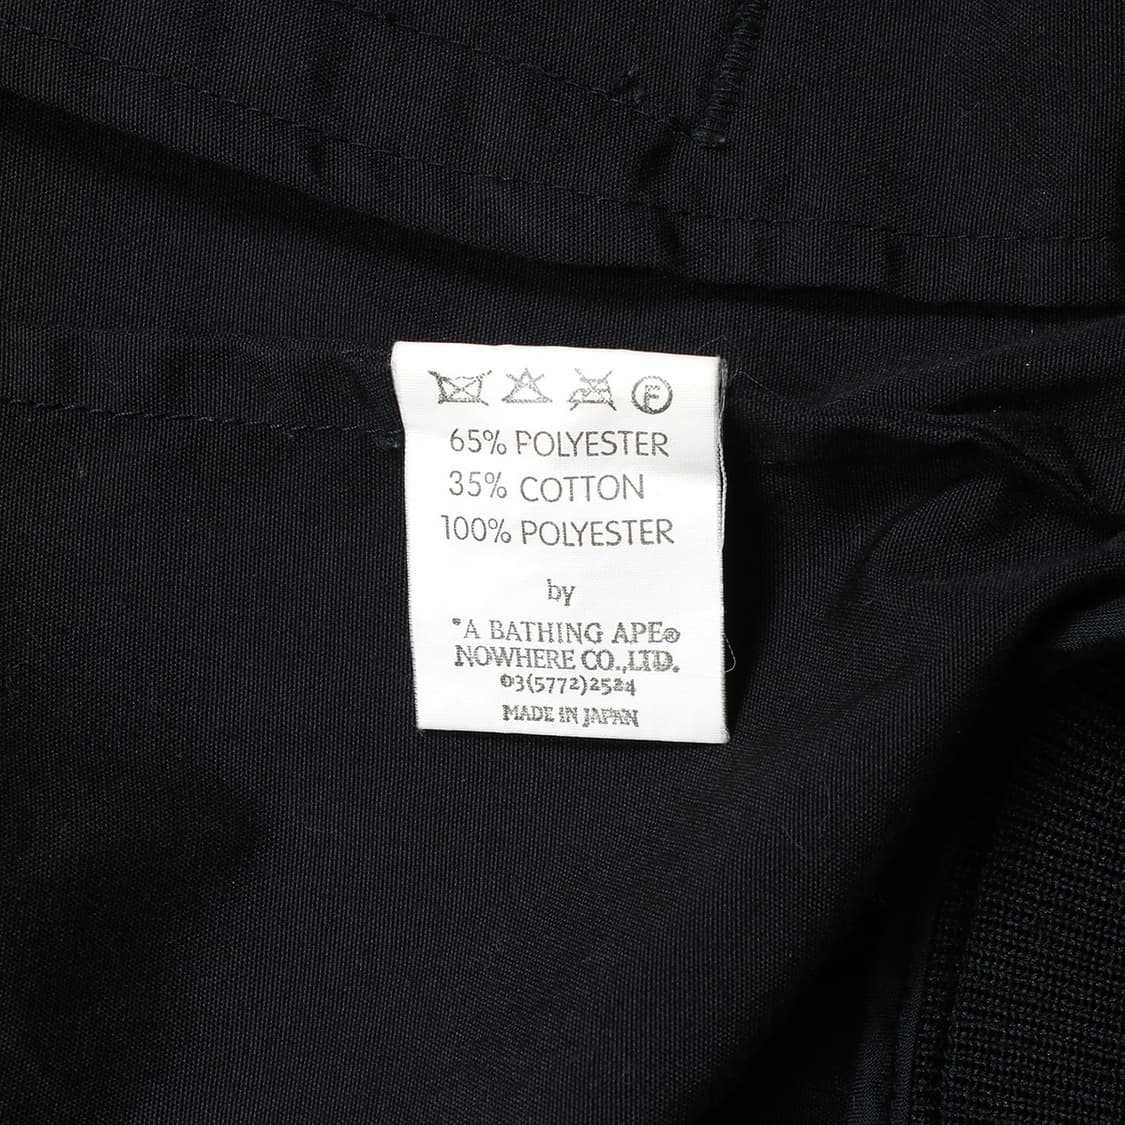 F
65% POLYESTER
35% COTTON
100% POLYESTER
by
"A BATHING APE®
NOWHERE CO.,LTD.
03(5772)2524
MADE IN JAPAN